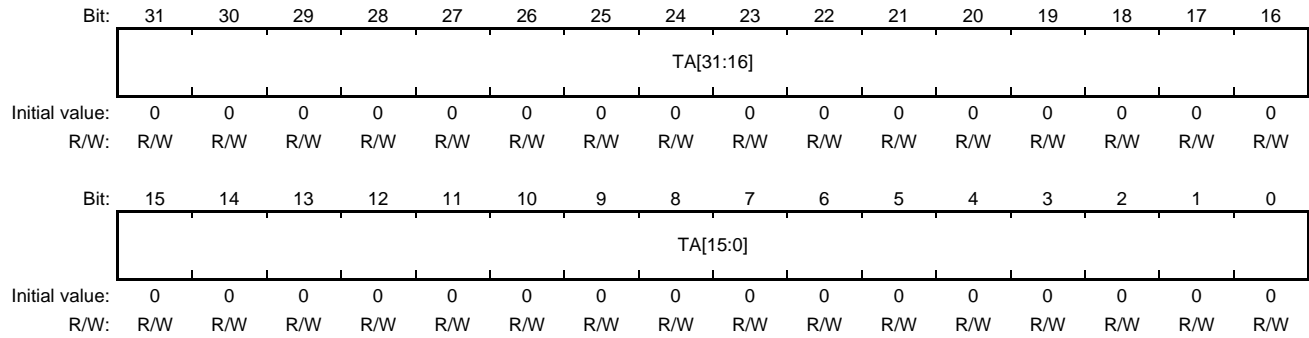 Bit: 31 30 29 28 27 26 25 24 23 22 21 20 19 18 17 16
TA[31:16]
Initial value: 0 0 0 0 0 0 0 0 0 0 0 0 0 0 0 0
R/W: R/W R/W R/W R/W R/W R/W R/W R/W R/W R/W R/W R/W R/W R/W R/W R/W
Bit: 15 14 13 12 11 10 9 8 7 6 5 4 3 2 1 0
TA[15:0]
Initial value: 0 0 0 0 0 0 0 0 0 0 0 0 0 0 0 0
R/W: R/W R/W R/W R/W R/W R/W R/W R/W R/W R/W R/W R/W R/W R/W R/W R/W